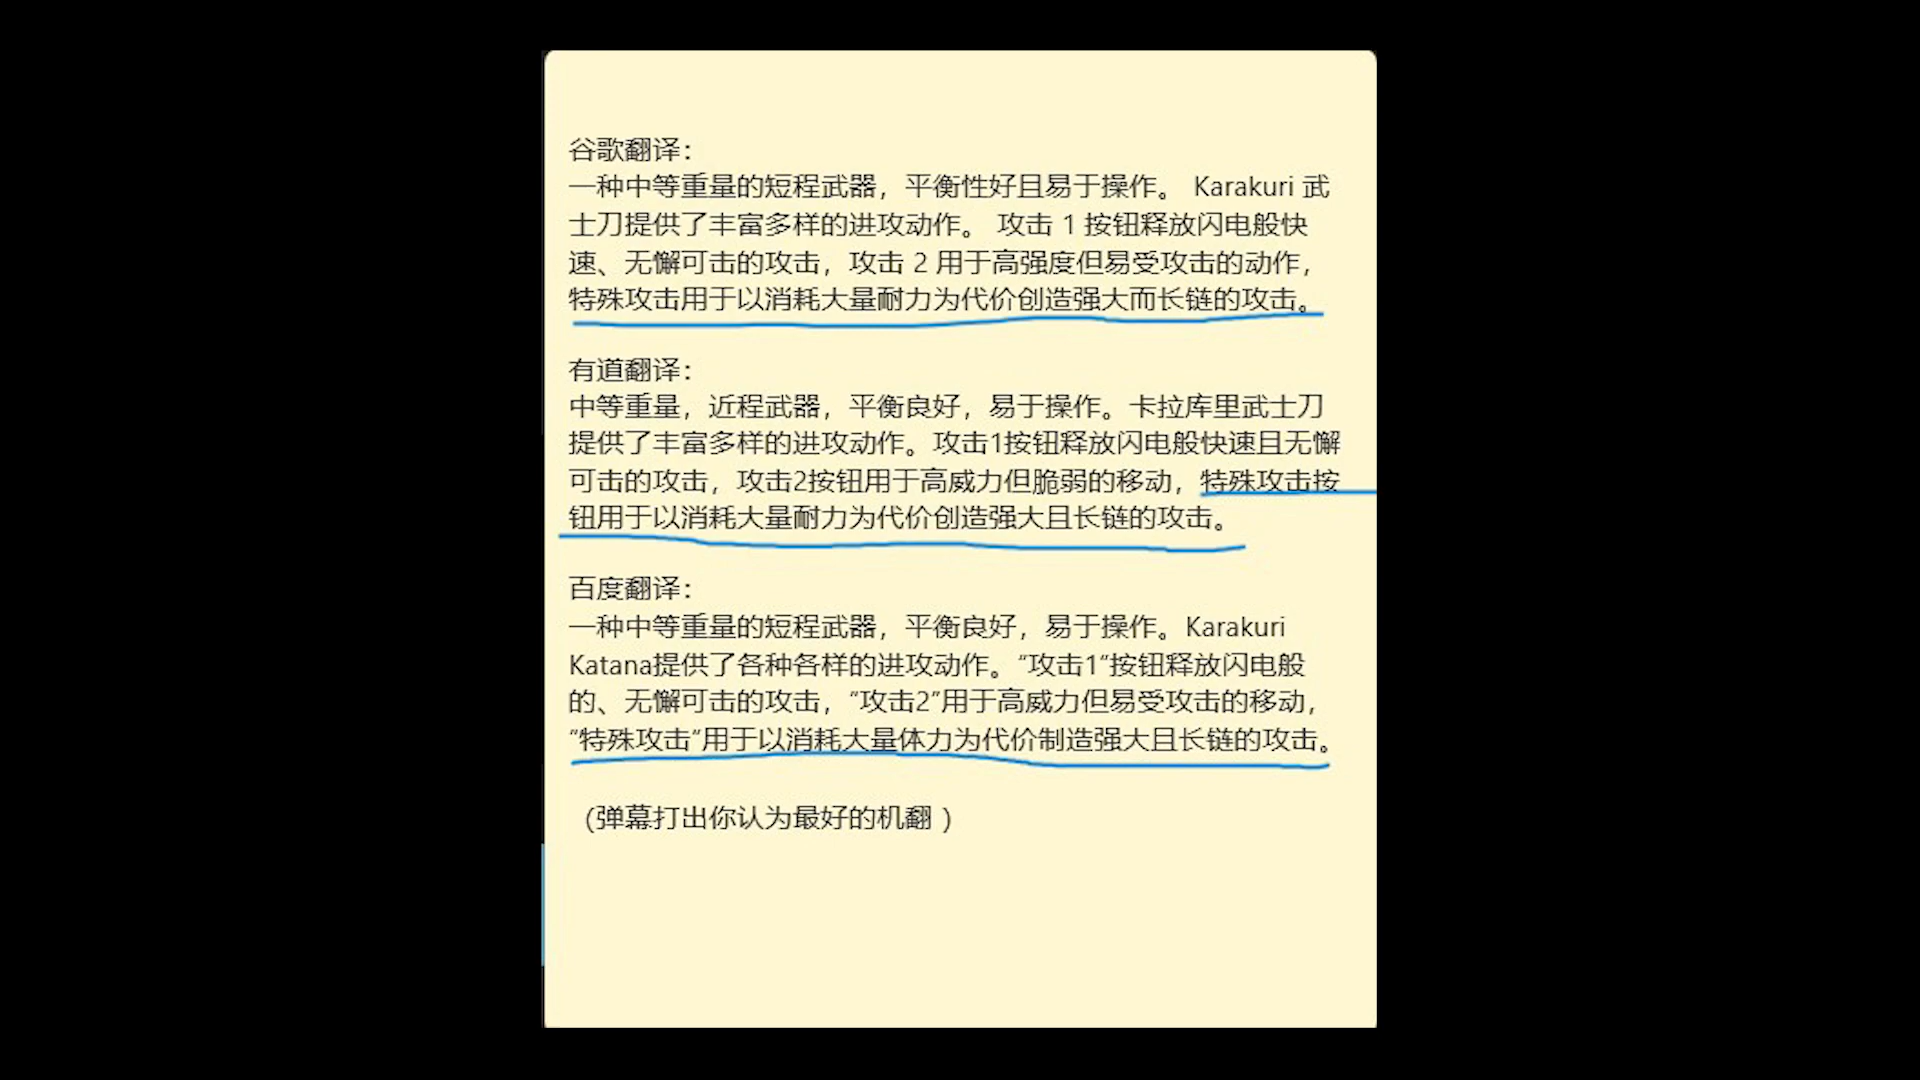 谷歌翻译：
一种中等重量的短程武器，平衡性好且易于操作。 Karakuri 武
士刀提供了丰富多样的进攻动作。 攻击 1 按钮释放闪电般快
速、无懈可击的攻击，攻击 2 用于高强度但易受攻击的动作，
特殊攻击用于以消耗大量耐力为代价创造强大而长链的攻击。
有道翻译：
中等重量，近程武器，平衡良好，易于操作。卡拉库里武士刀
提供了丰富多样的进攻动作。攻击1按钮释放闪电般快速且无懈
可击的攻击，攻击2按钮用于高威力但脆弱的移动，特殊攻击按
钮用于以消耗大量耐力为代价创造强大且长链的攻击。
百度翻译：
一种中等重量的短程武器，平衡良好，易于操作。Karakuri
Katana提供了各种各样的进攻动作。“攻击1”按钮释放闪电般
的、无懈可击的攻击，“攻击2”用于高威力但易受攻击的移动，
“特殊攻击”用于以消耗大量体力为代价制造强大且长链的攻击。
（弹幕打出你认为最好的机翻 ）